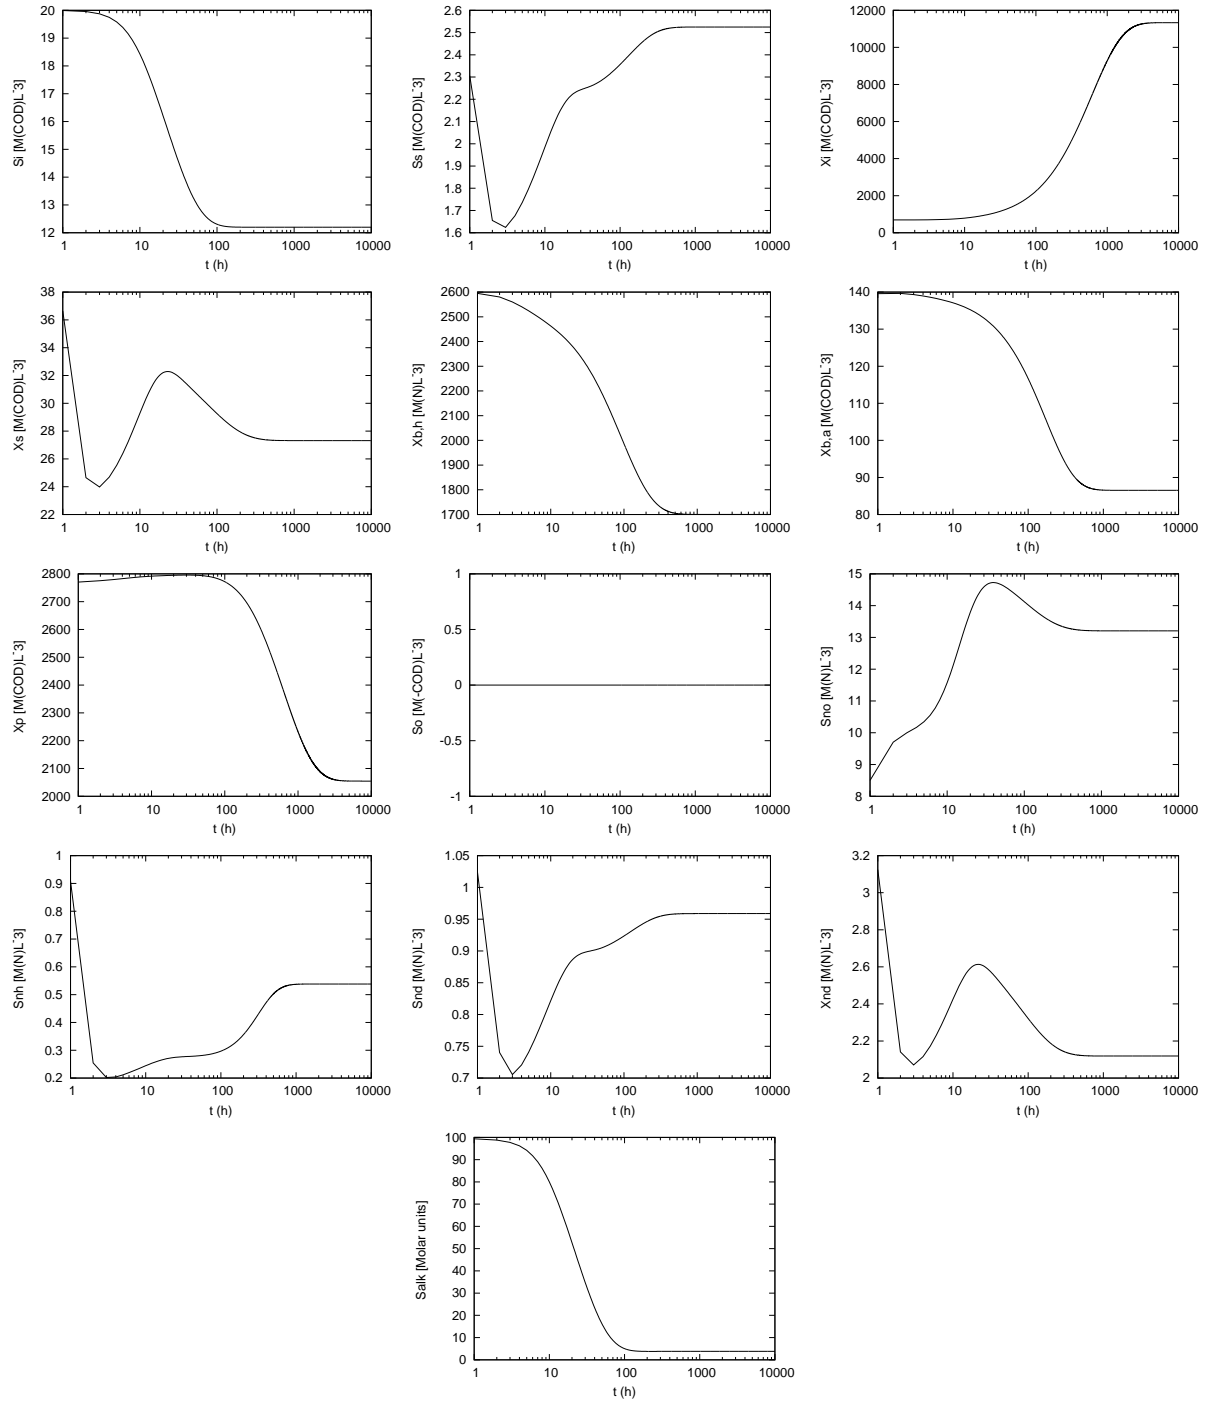 20
19
18
17
16
15
14
13
12
1 10 100 1000 10000
Si [M(COD)L^-3]
t (h)
2.6
2.5
2.4
2.3
2.2
2.1
2
1.9
1.8
1.7
1.6
1 10 100 1000 10000
Ss [M(COD)L^-3]
t (h)
12000
10000
8000
6000
4000
2000
0
1 10 100 1000 10000
Xi [M(COD)L^-3]
t (h)
38
36
34
32
30
28
26
24
22
1 10 100 1000 10000
Xs [M(COD)L^-3]
t (h)
2600
2500
2400
2300
2200
2100
2000
1900
1800
1700
1 10 100 1000 10000
Xb,h [M(N)L^-3]
t (h)
140
130
120
110
100
90
80
1 10 100 1000 10000
Xb,a [M(COD)L^-3]
t (h)
2800
2700
2600
2500
2400
2300
2200
2100
2000
1 10 100 1000 10000
Xp [M(COD)L^-3]
t (h)
1
0.5
0
-0.5
-1
1 10 100 1000 10000
So [M(-COD)L^-3]
t (h)
15
14
13
12
11
10
9
8
1 10 100 1000 10000
Sno [M(N)L^-3]
t (h)
1
0.9
0.8
0.7
0.6
0.5
0.4
0.3
0.2
1 10 100 1000 10000
Snh [M(N)L^-3]
t (h)
1.05
1
0.95
0.9
0.85
0.8
0.75
0.7
1 10 100 1000 10000
Snd [M(N)L^-3]
t (h)
3.2
3
2.8
2.6
2.4
2.2
2
1 10 100 1000 10000
Xnd [M(N)L^-3]
t (h)
100
90
80
70
60
50
40
30
20
10
0
1 10 100 1000 10000
Salk [Molar units]
t (h)